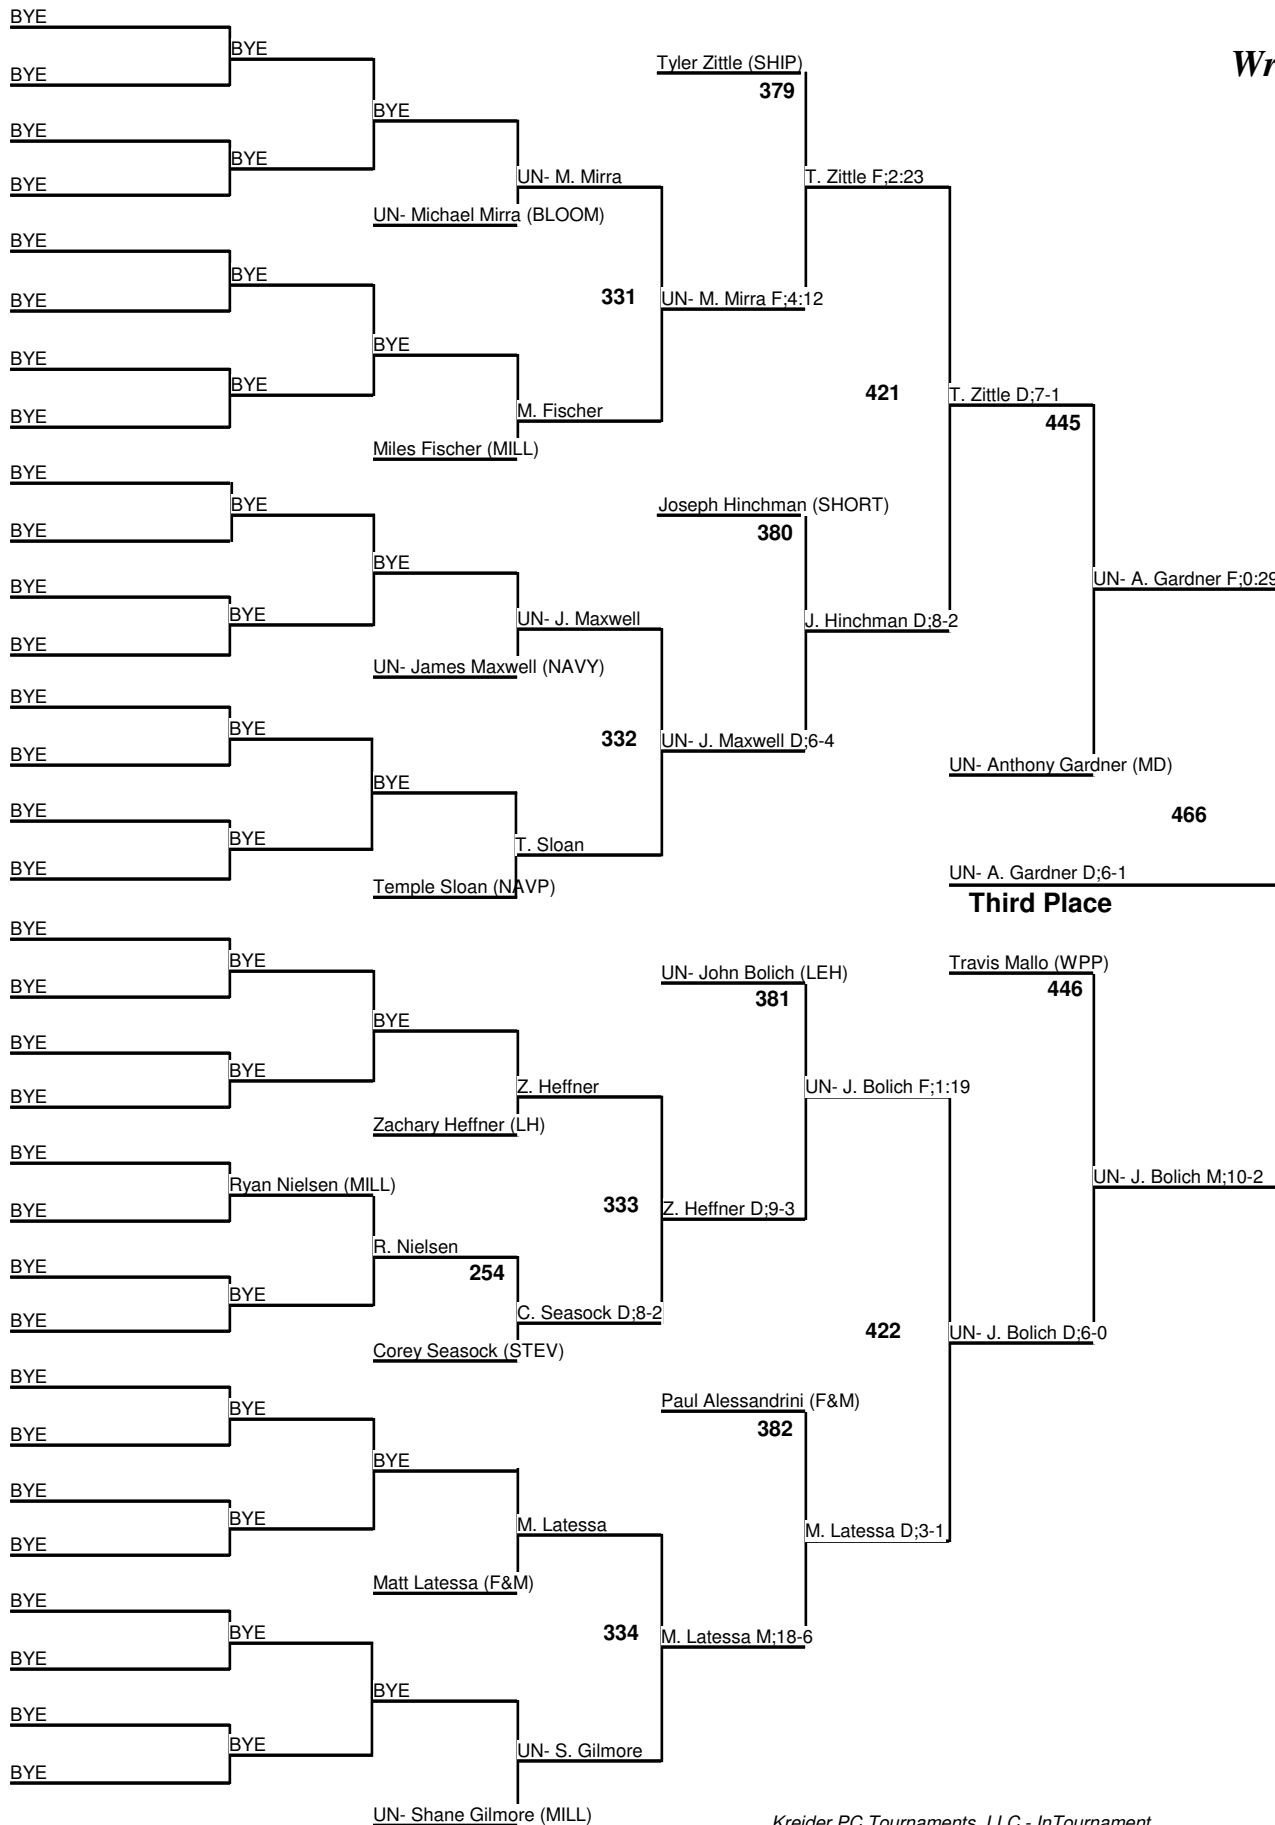 BYE
BYE
BYE
Tyler Zittle (SHIP)
Wr
379
BYE
BYE
BYE
BYE
UN- M. Mirra
T. Zittle F;2:23
UN- Michael Mirra (BLOOM)
BYE
BYE
BYE
331
UN- M. Mirra F;4:12
BYE
BYE
BYE
BYE
421
T. Zittle D;7-1
M. Fischer
445
Miles Fischer (MILL)
BYE
BYE
Joseph Hinchman (SHORT)
BYE
380
BYE
BYE
UN- A. Gardner F;0:29
BYE
UN- J. Maxwell
J. Hinchman D;8-2
BYE
UN- James Maxwell (NAVY)
BYE
BYE
332
UN- J. Maxwell D;6-4
BYE
UN- Anthony Gardner (MD)
BYE
BYE
466
BYE
T. Sloan
BYE
UN- A. Gardner D;6-1
Temple Sloan (NAVP)
Third Place
BYE
BYE
UN- John Bolich (LEH)
Travis Mallo (WPP)
BYE
381
446
BYE
BYE
BYE
Z. Heffner
UN- J. Bolich F;1:19
BYE
Zachary Heffner (LH)
BYE
Ryan Nielsen (MILL)
UN- J. Bolich M;10-2
333
Z. Heffner D;9-3
BYE
R. Nielsen
254
BYE
BYE
C. Seasock D;8-2
BYE
422
UN- J. Bolich D;6-0
Corey Seasock (STEV)
BYE
Paul Alessandrini (F&M)
BYE
382
BYE
BYE
BYE
BYE
M. Latessa
M. Latessa D;3-1
BYE
Matt Latessa (F&M)
BYE
BYE
334
M. Latessa M;18-6
BYE
BYE
BYE
BYE
UN- S. Gilmore
BYE
UN- Shane Gilmore (MILL)
Kreider PC Tournaments, LLC - InTournament